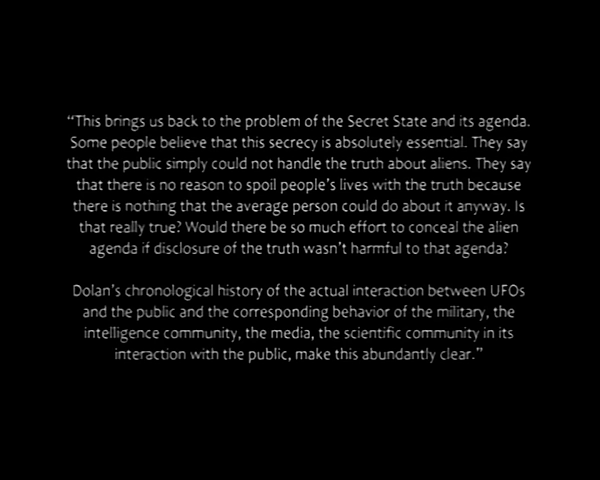 “This brings us back to the problem of the Secret State and its agenda.
Some people believe that this secrecy is absolutely essential. They say
that the public simply could not handle the truth about aliens. They say
that there is no reason to spoil people’s lives with the truth because
there is nothing that the average person could do about it anyway. Is
that really true? Would there be so much effort to conceal the alien
agenda if disclosure of the truth wasn’t harmful to that agenda?
Dolan’s chronological history of the actual interaction between UFOs
and the public and the corresponding behavior of the military, the
intelligence community, the media, the scientific community in its
interaction with the public, make this abundantly clear.”